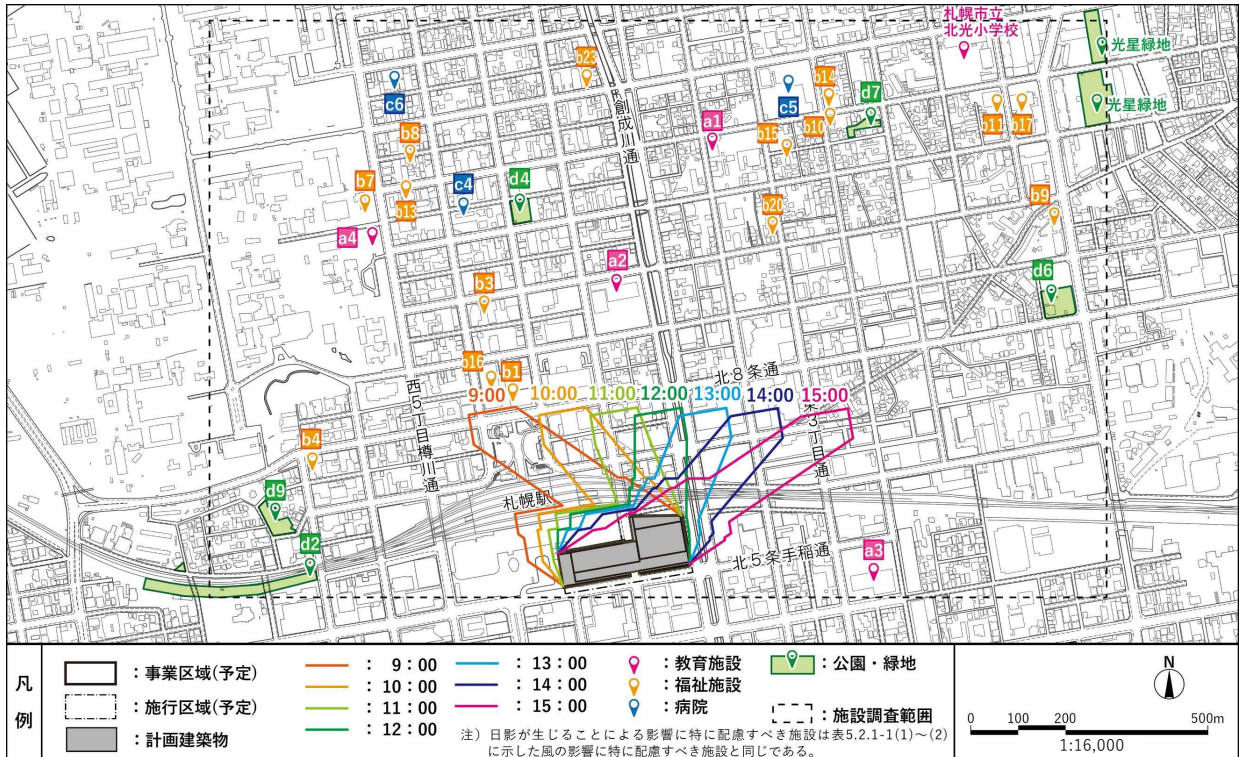 札幌市立
北光小学校
光星緑地
光星緑地
b23
c6
b14
d7
c5
b10
b11
b17
創成川通
a1
b15
b8
b7
c4
d4
b13
b9
b20
a4
a2
d6
b3
b16
b1
北8条通
9:00
10:00
11:00
12:00
13:00
14:00
15:00
西5丁目樽川通
東3丁目通
b4
d9
札幌駅
d2
北5条手稲通
a3
凡例
:事業区域(予定)
:施行区域(予定)
:計画建築物
: 9:00
: 10:00
: 11:00
: 12:00
: 13:00
: 14:00
: 15:00
:教育施設
:福祉施設
:病院
:公園・緑地
:施設調査範囲
注)日影が生じることによる影響に特に配慮すべき施設は表5.2.1-1(1)~(2)
に示した風の影響に特に配慮すべき施設と同じである。
N
0 100 200 500m
1:16,000